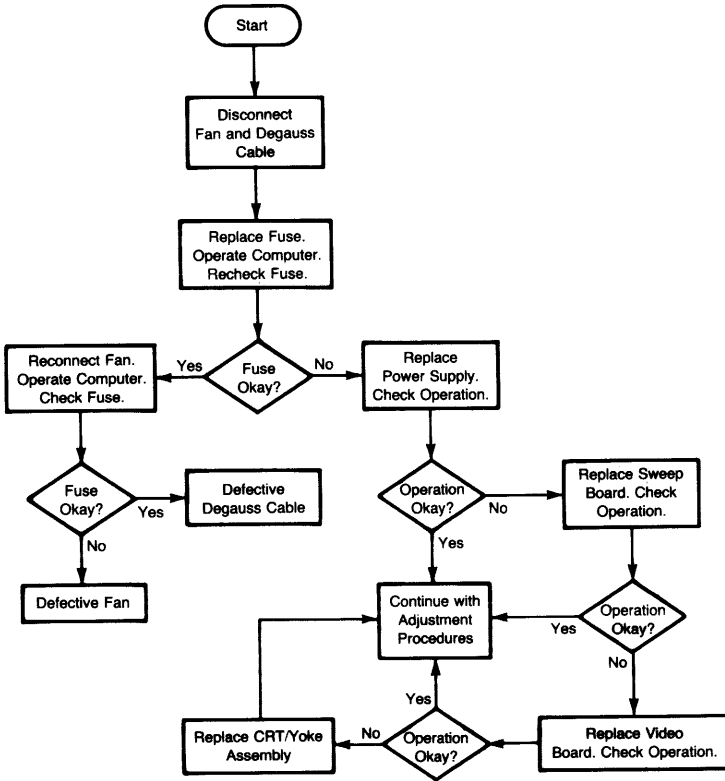 Start
Disconnect
Fan and Degauss
Cable
Replace Fuse.
Operate Computer.
Recheck Fuse.
Fuse
Okay?
Yes
No
Reconnect Fan.
Operate Computer.
Check Fuse.
Replace
Power Supply.
Check Operation.
Fuse
Okay?
Yes
No
Defective
Degauss Cable
Defective Fan
Operation
Okay?
No
Yes
Replace Sweep
Board. Check
Operation.
Continue with
Adjustment
Procedures
Operation
Okay?
Yes
No
Replace Video
Board. Check Operation.
Operation
Okay?
Yes
No
Replace CRT/Yoke
Assembly